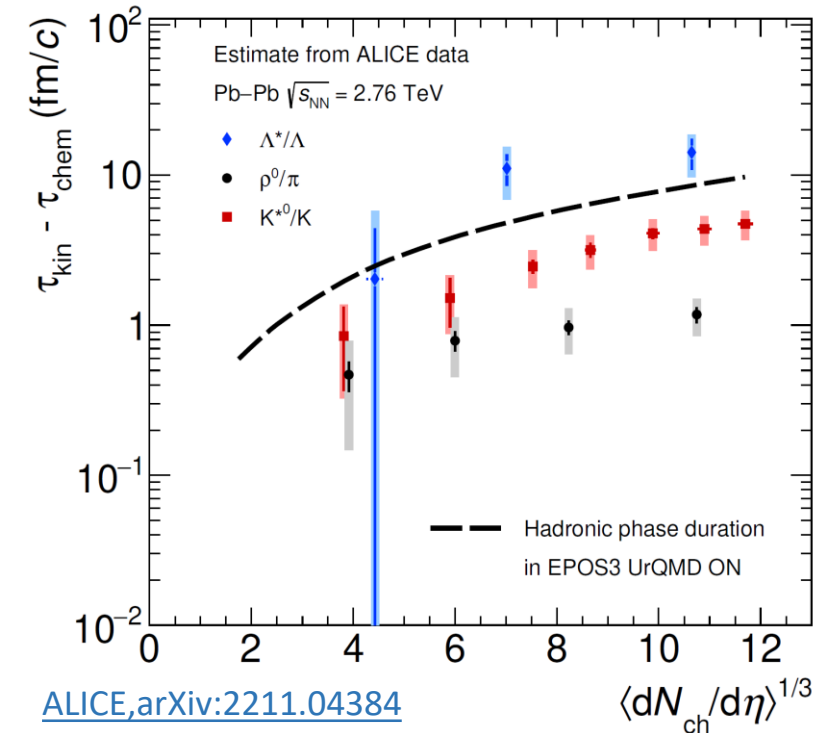 10²
10
1
10⁻¹
10⁻²
τkin - τchem (fm/c)
Estimate from ALICE data
Pb–Pb √sNN = 2.76 TeV
Λ*/Λ
ρ⁰/π
K*⁰/K
Hadronic phase duration
in EPOS3 UrQMD ON
0 2 4 6 8 10 12
⟨dNch/dη⟩^1/3
ALICE,arXiv:2211.04384